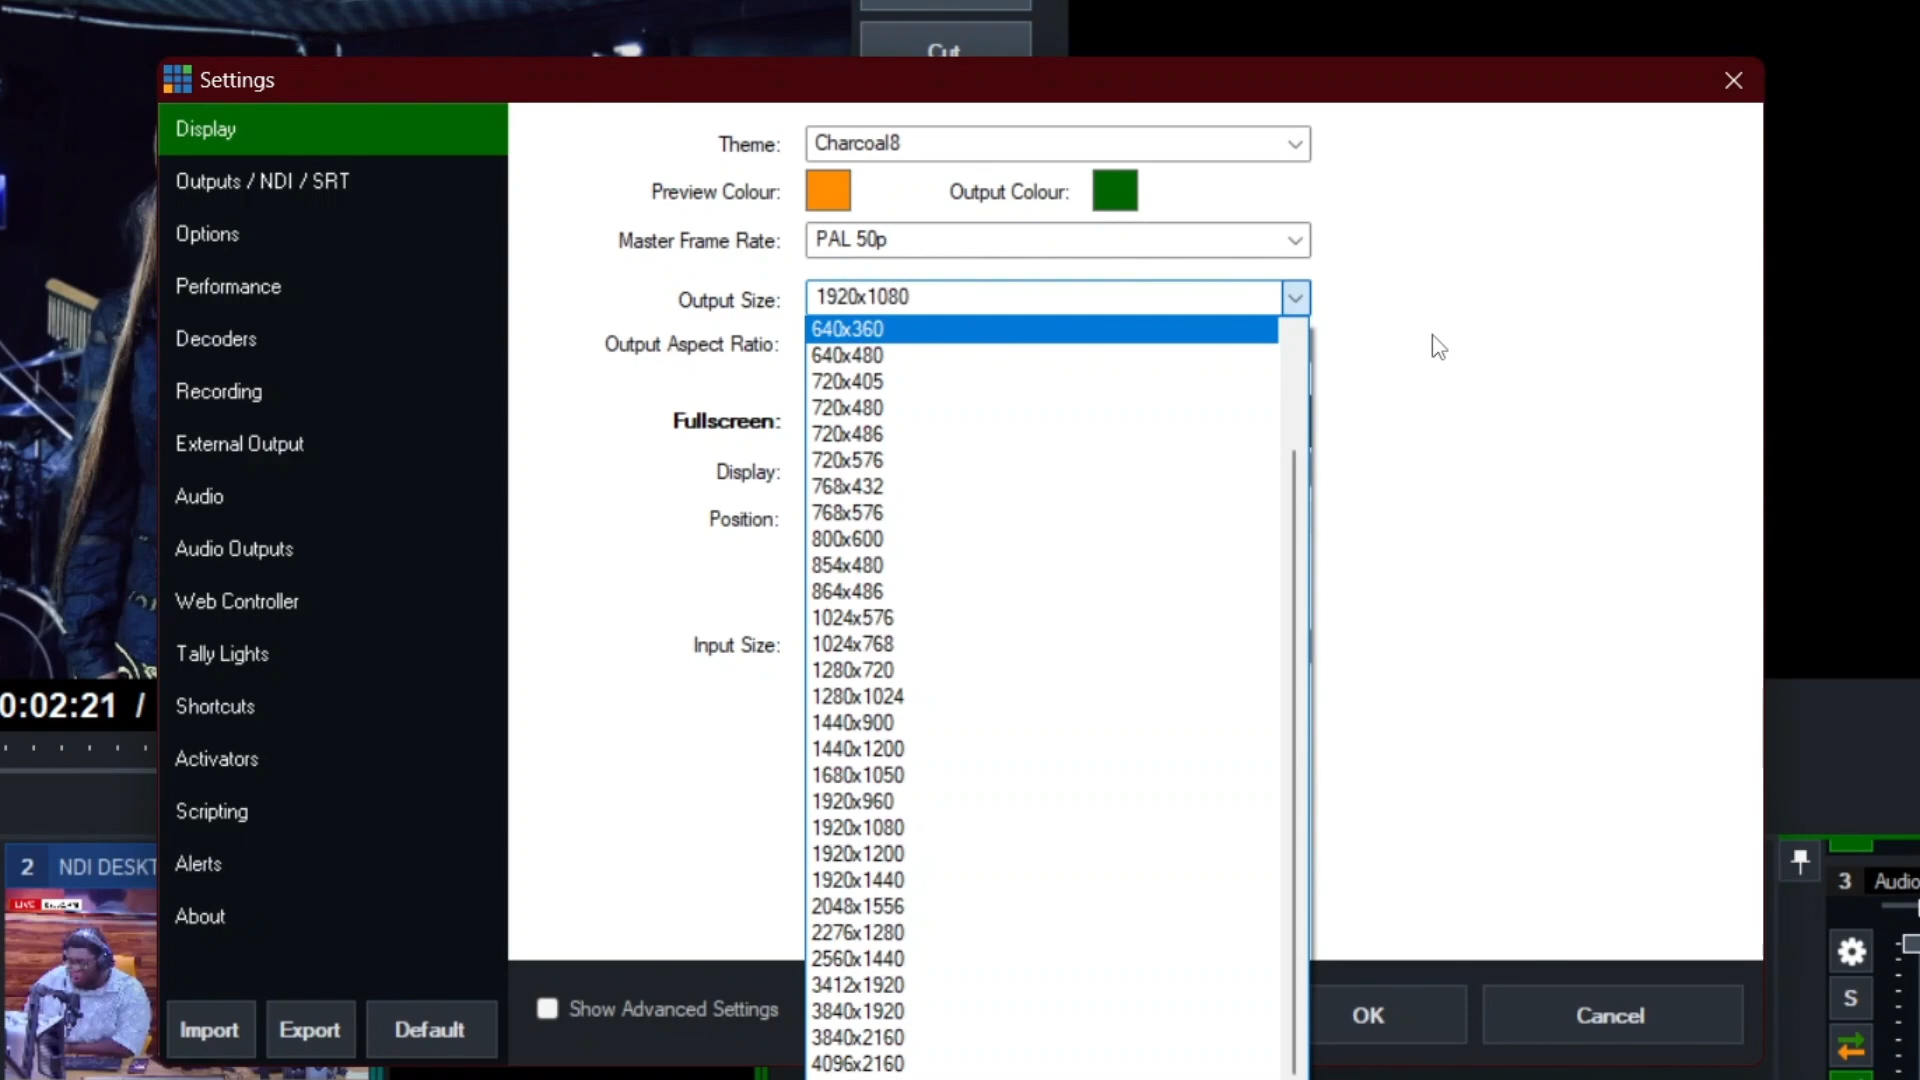 Cut
Settings
Display
Outputs / NDI / SRT
Options
Performance
Decoders
Recording
External Output
Audio
Audio Outputs
Web Controller
Tally Lights
Shortcuts
Activators
Scripting
Alerts
About
Import
Export
Default
Theme:
Charcoal8
Preview Colour:
Output Colour:
Master Frame Rate:
PAL 50p
Output Size:
1920x1080
Output Aspect Ratio:
Fullscreen:
Display:
Position:
Input Size:
640x360
640x480
720x405
720x480
720x486
720x576
768x432
768x576
800x600
854x480
864x486
1024x576
1024x768
1280x720
1280x1024
1440x900
1440x1200
1680x1050
1920x960
1920x1080
1920x1200
1920x1440
2048x1556
2276x1280
2560x1440
3412x1920
3840x1920
3840x2160
4096x2160
Show Advanced Settings
OK
Cancel
0:02:21 /
2 NDI DESKT
LIVE
3 Audio
S